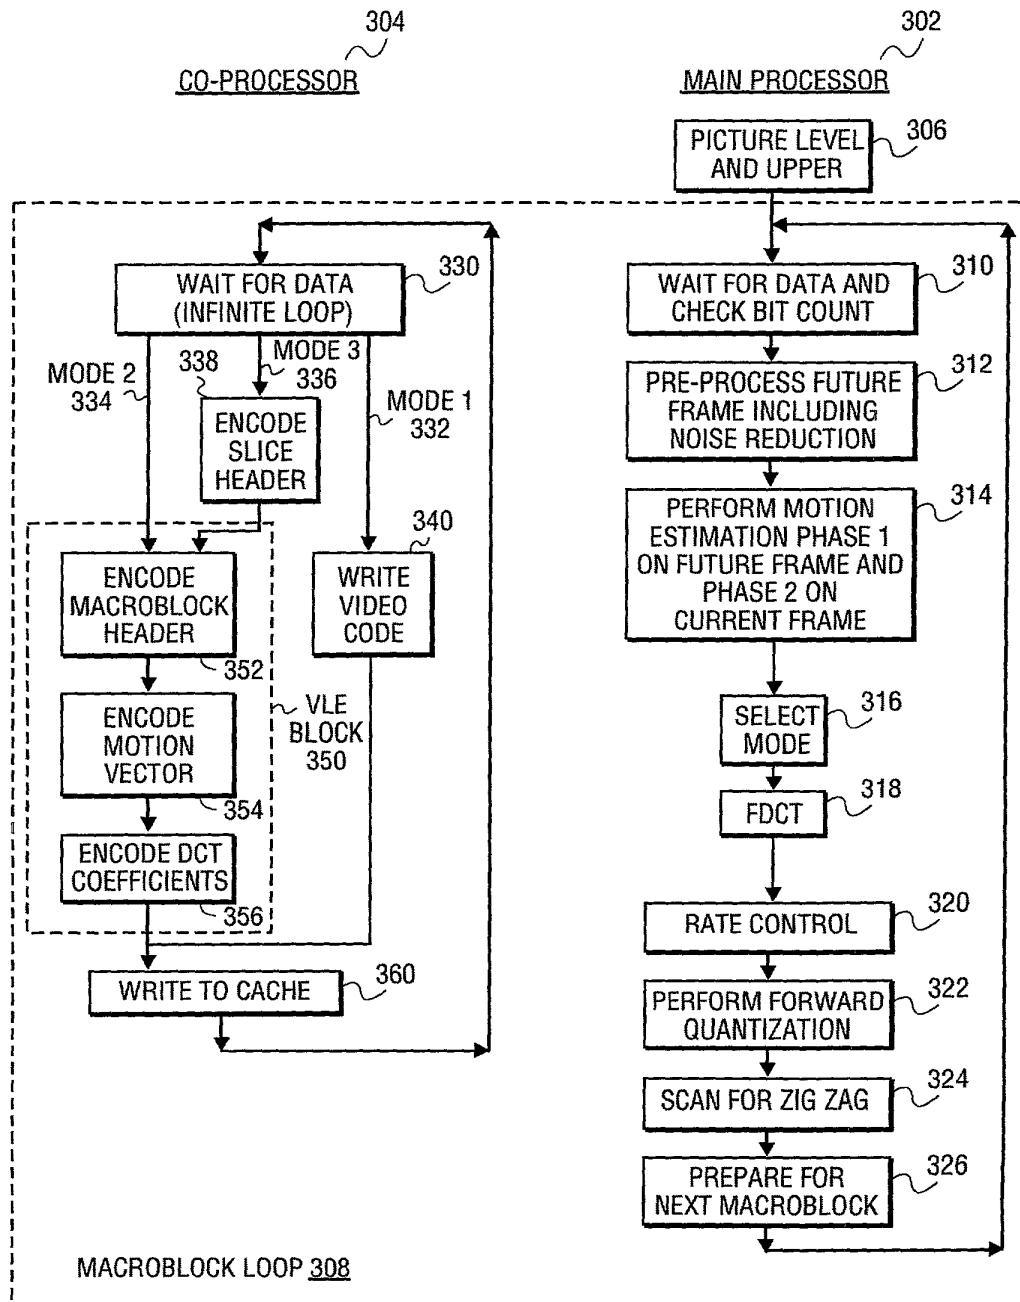 304
CO-PROCESSOR
302
MAIN PROCESSOR
PICTURE LEVEL
AND UPPER
306
WAIT FOR DATA
(INFINITE LOOP)
330
MODE 2
334
338
MODE 3
336
MODE 1
332
ENCODE
SLICE
HEADER
340
WRITE
VIDEO
CODE
ENCODE
MACROBLOCK
HEADER
352
ENCODE
MOTION
VECTOR
354
VLE
BLOCK
350
ENCODE DCT
COEFFICIENTS
356
WRITE TO CACHE
360
WAIT FOR DATA AND
CHECK BIT COUNT
310
PRE-PROCESS FUTURE
FRAME INCLUDING
NOISE REDUCTION
312
PERFORM MOTION
ESTIMATION PHASE 1
ON FUTURE FRAME AND
PHASE 2 ON
CURRENT FRAME
314
SELECT
MODE
316
FDCT
318
RATE CONTROL
320
PERFORM FORWARD
QUANTIZATION
322
SCAN FOR ZIG ZAG
324
PREPARE FOR
NEXT MACROBLOCK
326
MACROBLOCK LOOP 308